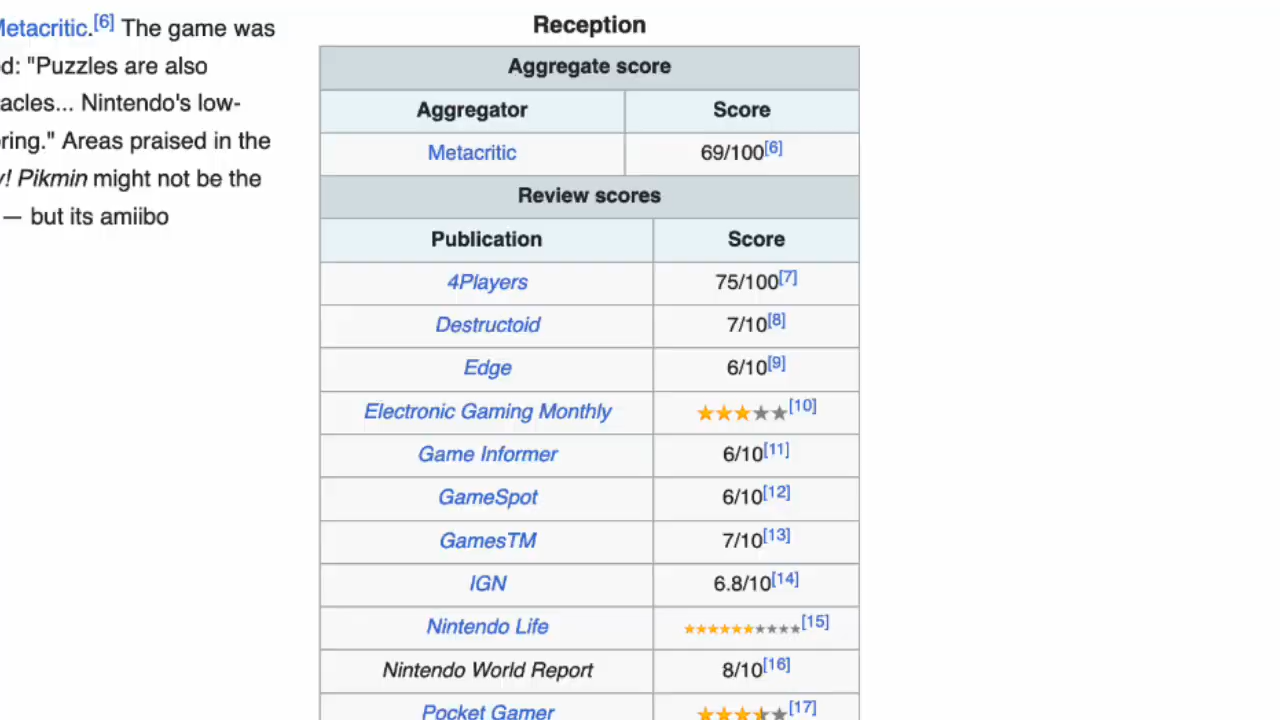 Metacritic.[6] The game was
d: "Puzzles are also
acles... Nintendo's low-
ring." Areas praised in the
y! Pikmin might not be the
— but its amiibo
Reception
Aggregate score
Aggregator Score
Metacritic 69/100[6]
Review scores
Publication Score
4Players 75/100[7]
Destructoid 7/10[8]
Edge 6/10[9]
Electronic Gaming Monthly ★★★★★[10]
Game Informer 6/10[11]
GameSpot 6/10[12]
GamesTM 7/10[13]
IGN 6.8/10[14]
Nintendo Life ★★★★★★★★★★[15]
Nintendo World Report 8/10[16]
Pocket Gamer ★★★★★[17]